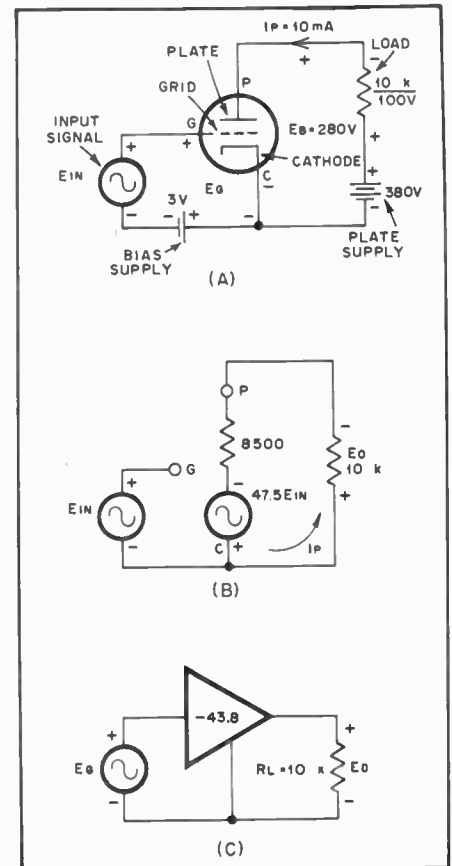 IP=10mA
PLATE
P
LOAD
GRID
10 k
100V
INPUT
SIGNAL
G
EB=280V
EIN
CATHODE
EG
C
3V
380V
BIAS
SUPPLY
PLATE
SUPPLY
(A)
P
8500
EO
10 k
G
EIN
47.5EIN
C
IP
(B)
-43.8
EG
RL=10 k
EO
(C)